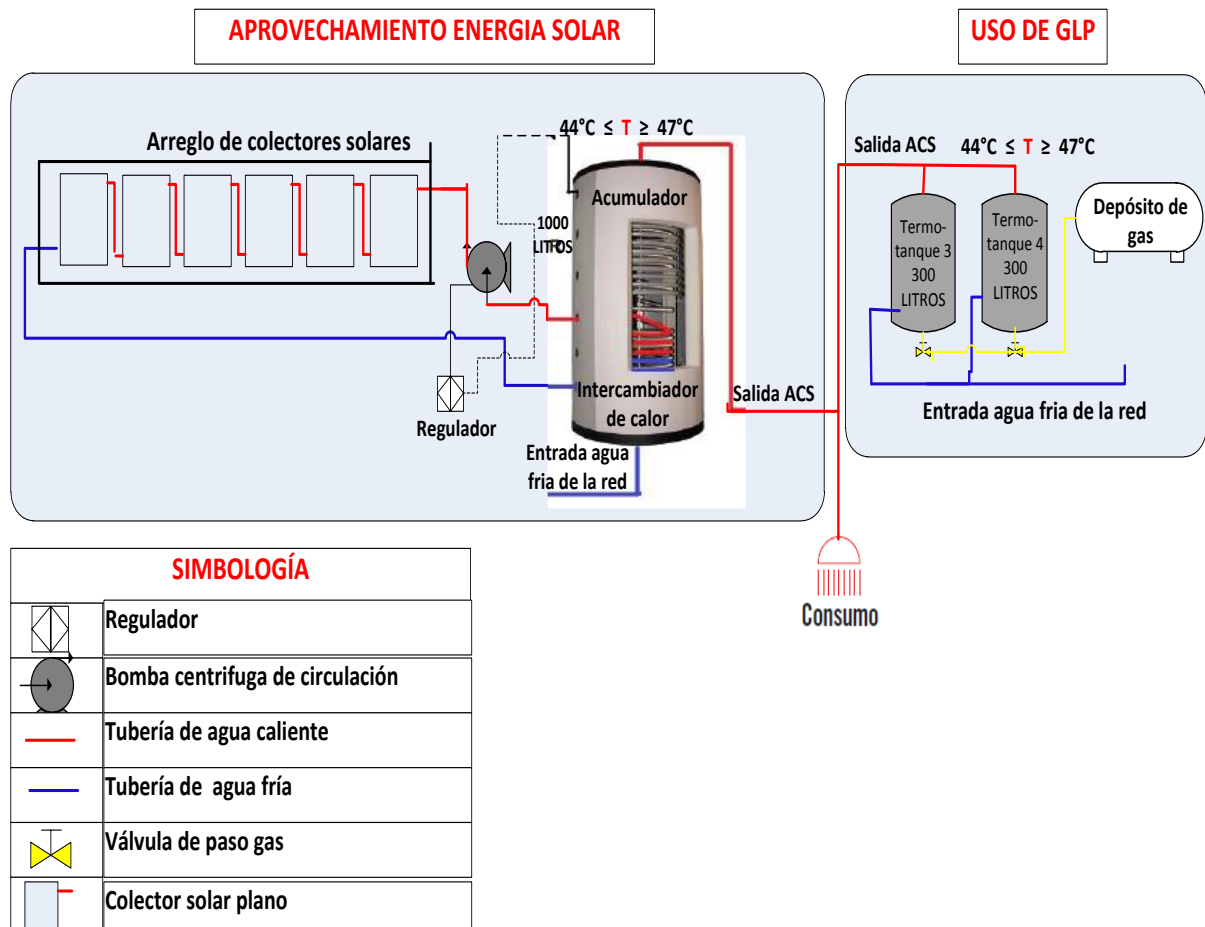 APROVECHAMIENTO ENERGIA SOLAR
USO DE GLP
Arreglo de colectores solares
44°C ≤ T ≥ 47°C
Acumulador
1000
LITROS
Regulador
Intercambiador
de calor
Entrada agua
fria de la red
Salida ACS
Salida ACS
44°C ≤ T ≥ 47°C
Termo-
tanque 3
300
LITROS
Termo-
tanque 4
300
LITROS
Depósito de
gas
Entrada agua fria de la red
Consumo
SIMBOLOGÍA
Regulador
Bomba centrifuga de circulación
Tubería de agua caliente
Tubería de agua fría
Válvula de paso gas
Colector solar plano